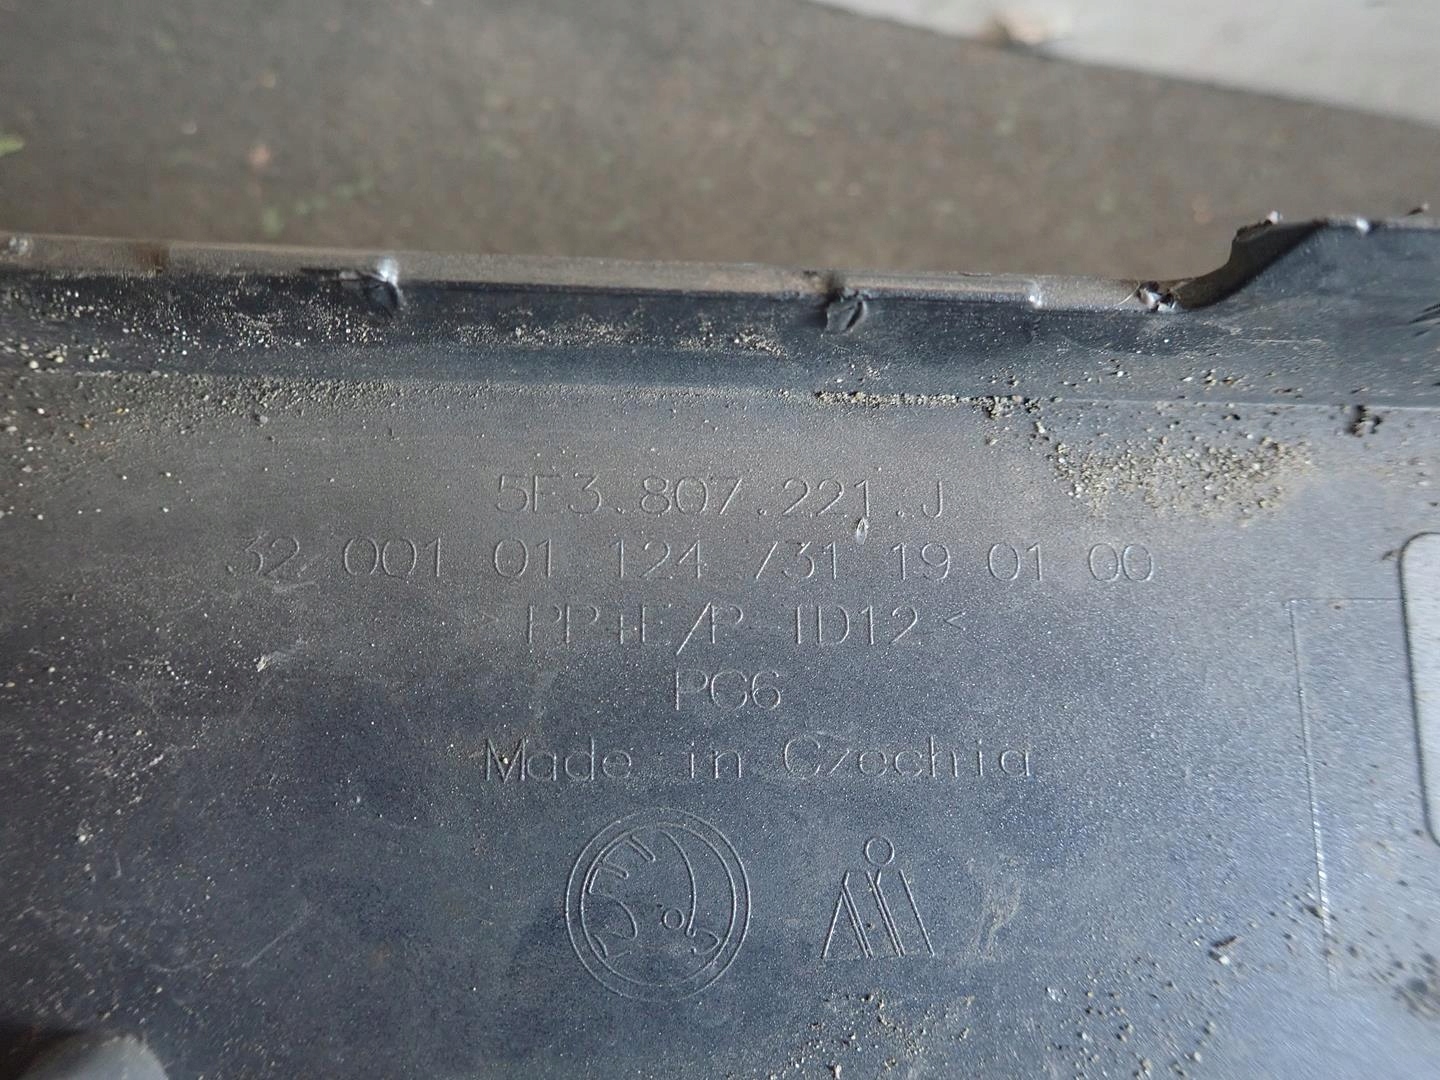 5E3.807.221.J
32 001 01 124 /31 19 01 00
>PP+E/P-TD12<
PG6
Made in Czechia